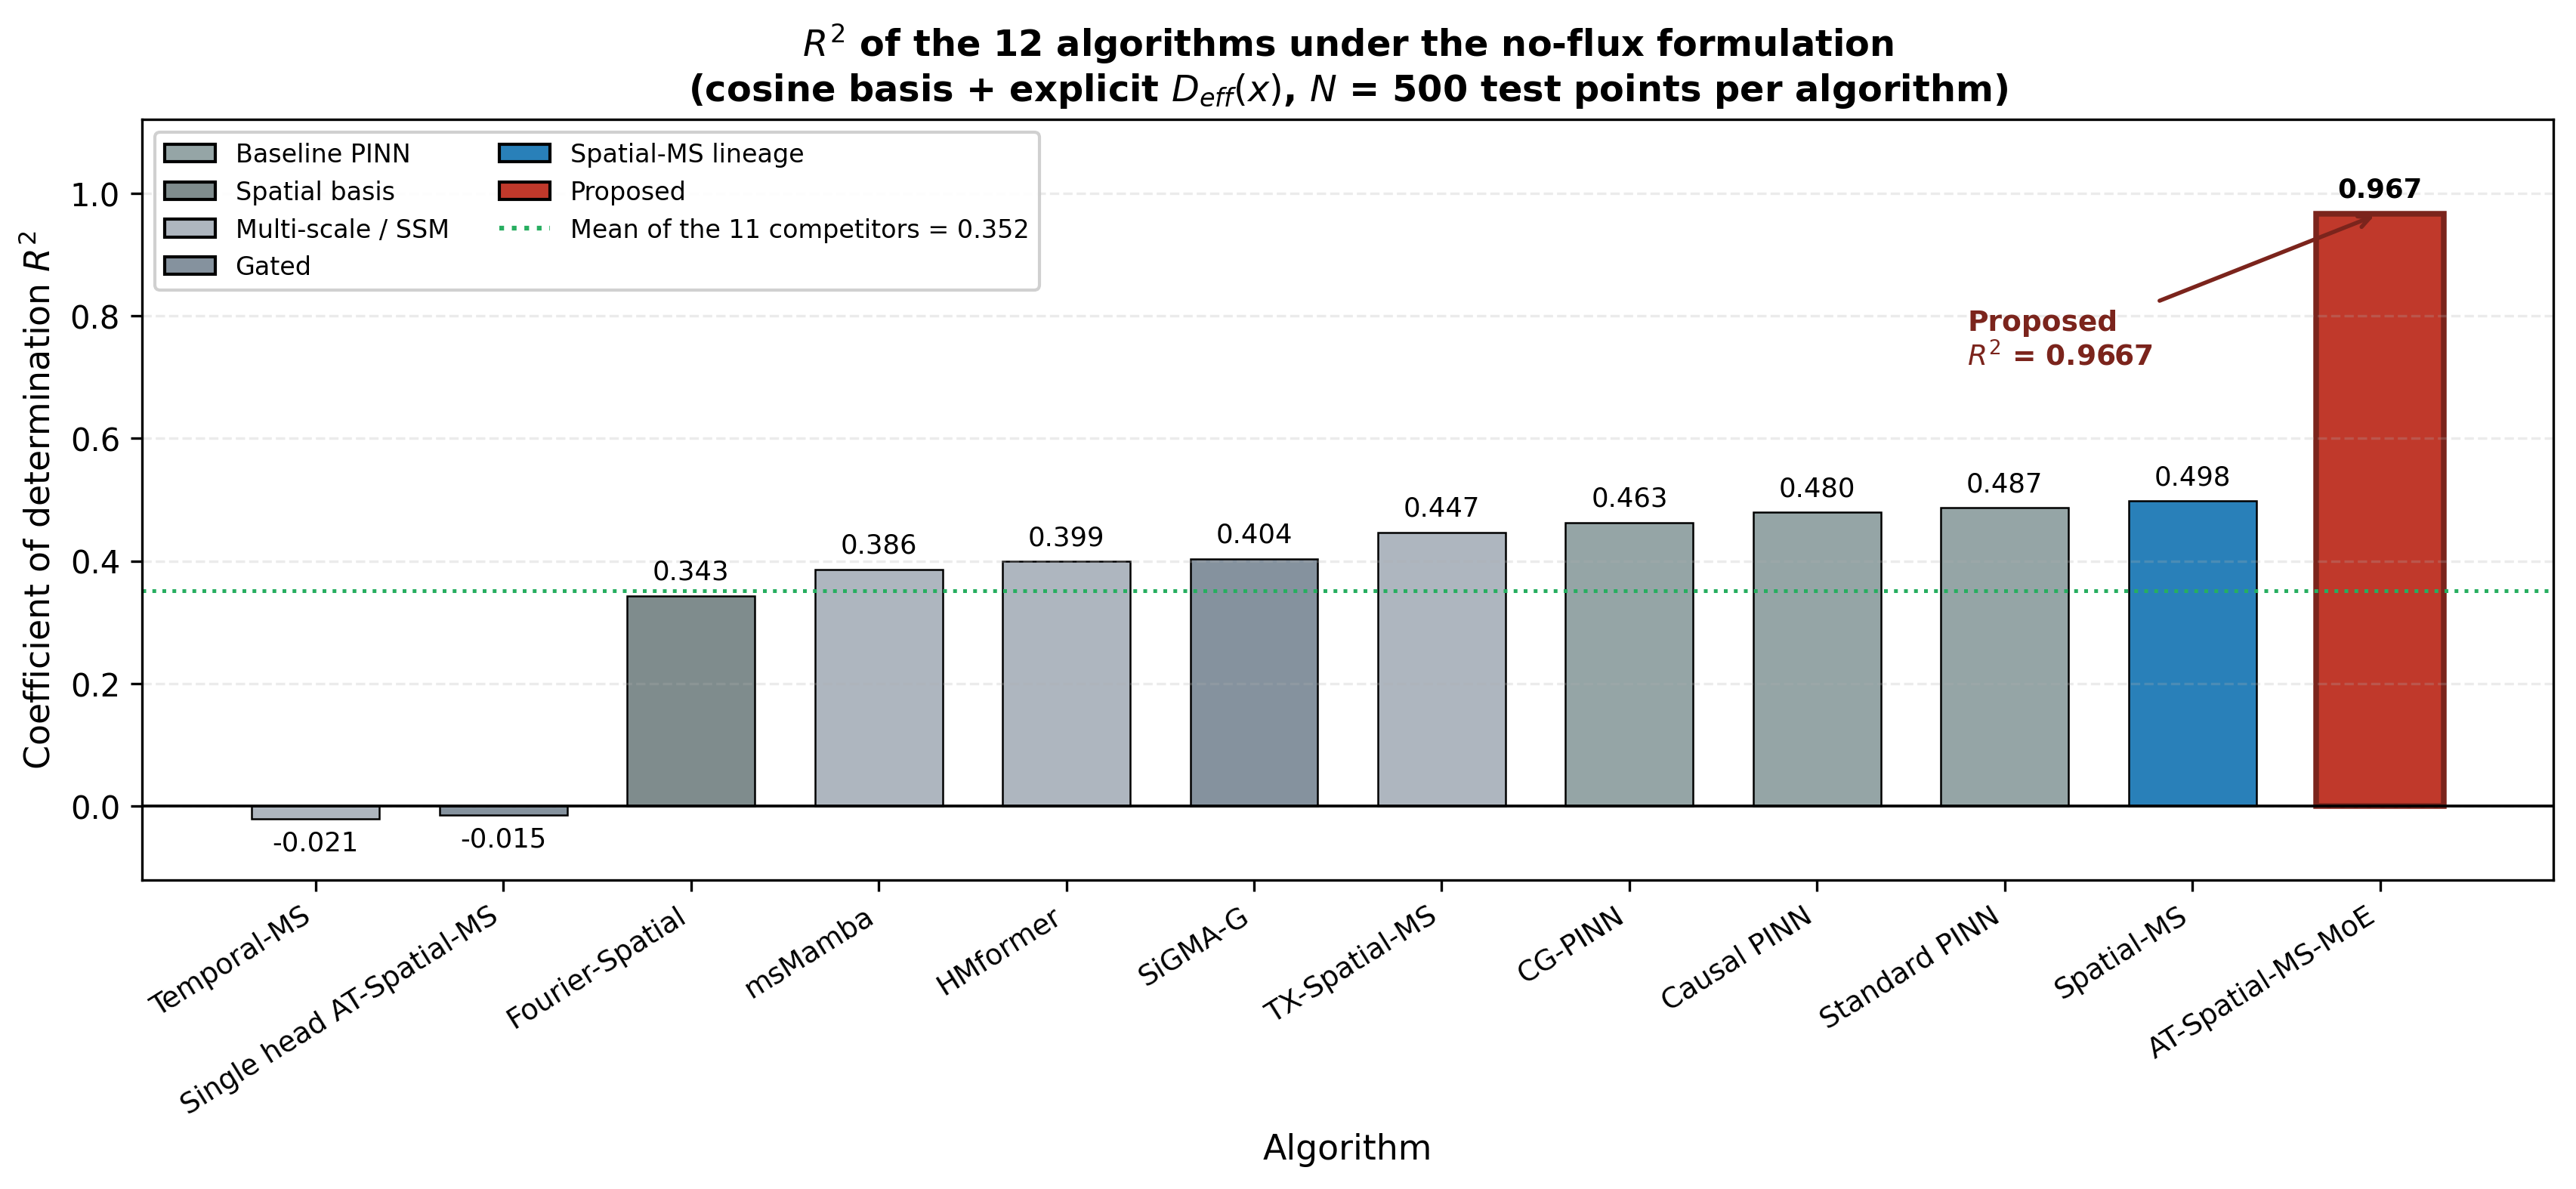 R² of the 12 algorithms under the no-flux formulation
(cosine basis + explicit D_eff(x), N = 500 test points per algorithm)
Baseline PINN
Spatial basis
Multi-scale / SSM
Gated
Spatial-MS lineage
Proposed
Mean of the 11 competitors = 0.352
Coefficient of determination R²
1.0
0.8
0.6
0.4
0.2
0.0
-0.021
-0.015
0.343
0.386
0.399
0.404
0.447
0.463
0.480
0.487
0.498
0.967
Proposed
R² = 0.9667
Temporal-MS
Single head AT-Spatial-MS
Fourier-Spatial
msMamba
HMformer
SiGMA-G
TX-Spatial-MS
CG-PINN
Causal PINN
Standard PINN
Spatial-MS
AT-Spatial-MS-MoE
Algorithm